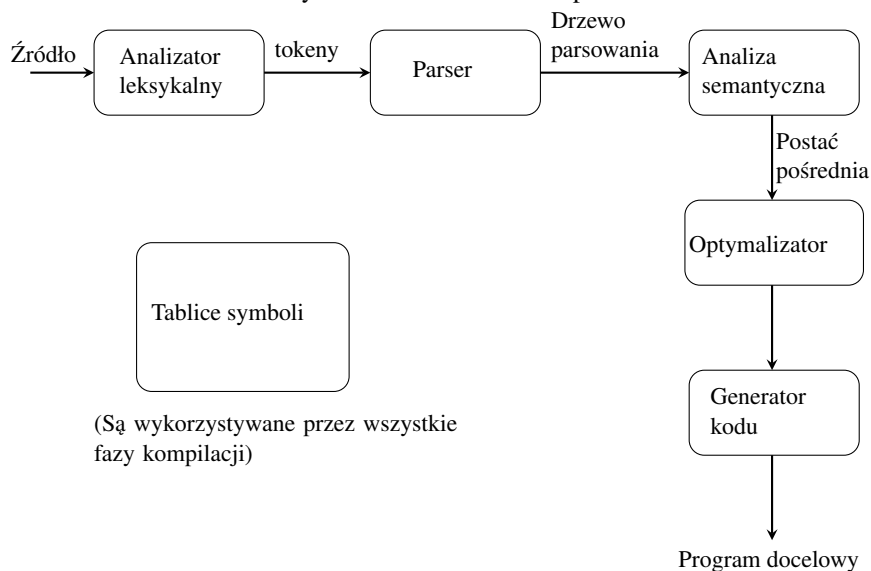 Źródło
Analizator
leksykalny
tokeny
Parser
Drzewo
parsowania
Analiza
semantyczna
Postać
pośrednia
Optymalizator
Tablice symboli
(Są wykorzystywane przez wszystkie
fazy kompilacji)
Generator
kodu
Program docelowy